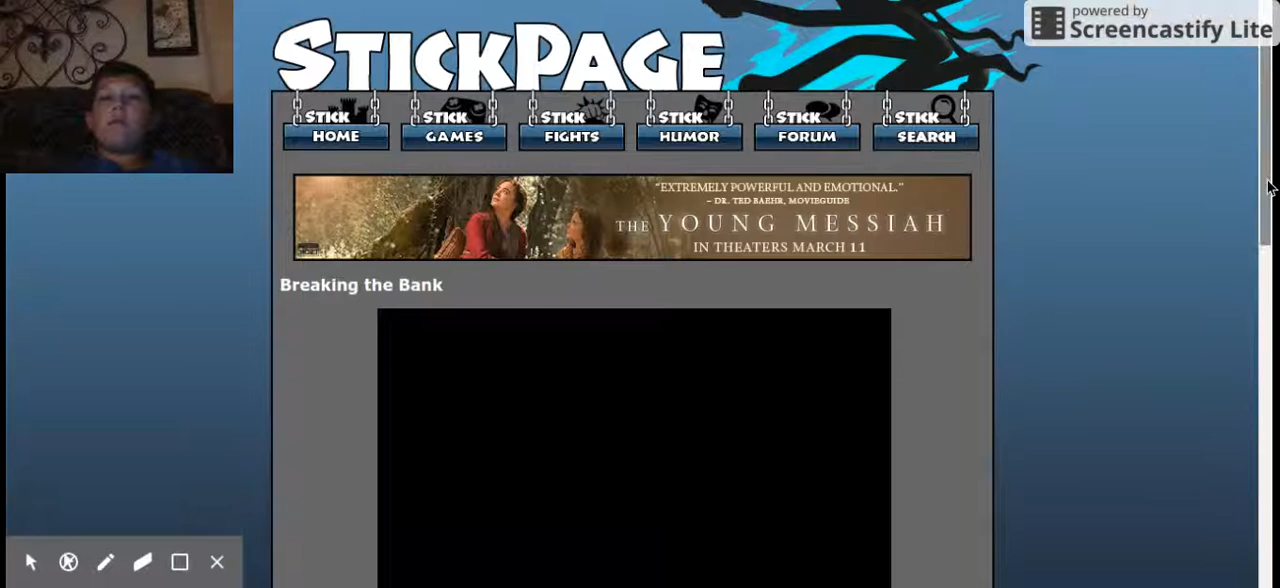 powered by
Screencastify Lite
STICKPAGE
STICK HOME
STICK GAMES
STICK FIGHTS
STICK HUMOR
STICK FORUM
STICK SEARCH
"EXTREMELY POWERFUL AND EMOTIONAL."
– DR. TED BAEHR, MOVIEGUIDE
THE YOUNG MESSIAH
IN THEATERS MARCH 11
Breaking the Bank